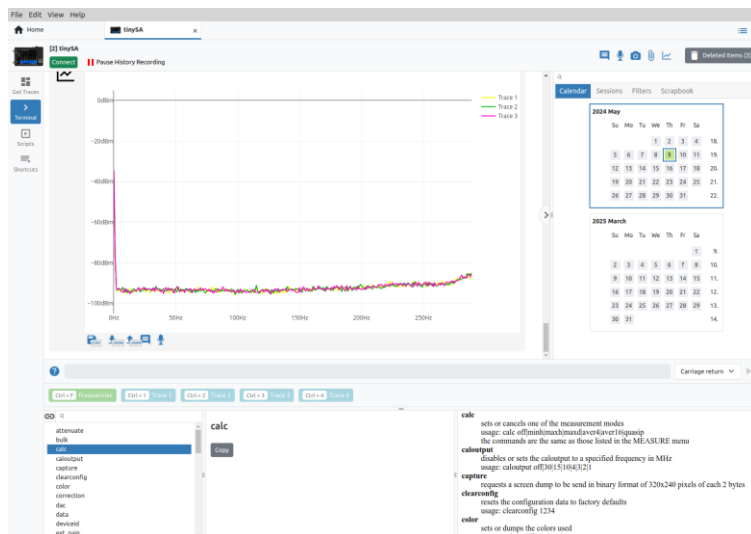 File Edit View Help
Home
tinySA
x
[2] tinySA
Connect
Pause History Recording
Deleted Items (3)
Get Traces
Terminal
Scripts
Shortcuts
0dBm
−20dBm
−40dBm
−60dBm
−80dBm
−100dBm
0Hz 50Hz 100Hz 150Hz 200Hz 250Hz
Trace 1
Trace 2
Trace 3
Calendar Sessions Filters Scrapbook
2024 May
Su Mo Tu We Th Fr Sa
1 2 3 4 18.
5 6 7 8 9 10 11 19.
12 13 14 15 16 17 18 20.
19 20 21 22 23 24 25 21.
26 27 28 29 30 31 22.
2025 March
Su Mo Tu We Th Fr Sa
1 9.
2 3 4 5 6 7 8 10.
9 10 11 12 13 14 15 11.
16 17 18 19 20 21 22 12.
23 24 25 26 27 28 29 13.
30 31 14.
Carriage return
Ctrl + F Frequencies Ctrl + 1 Trace 1 Ctrl + 2 Trace 2 Ctrl + 3 Trace 3 Ctrl + 4 Trace 4
attenuate
bulk
calc
caloutput
capture
clearconfig
color
correction
dac
data
deviceid
ext_gain
calc
Copy
calc
sets or cancels one of the measurement modes
usage: calc off|minh|maxh|maxd|aver4|aver16|quasip
the commands are the same as those listed in the MEASURE menu
caloutput
disables or sets the caloutput to a specified frequency in MHz
usage: caloutput off|30|15|10|4|3|2|1
capture
requests a screen dump to be send in binary format of 320x240 pixels of each 2 bytes
clearconfig
resets the configuration data to factory defaults
usage: clearconfig 1234
color
sets or dumps the colors used